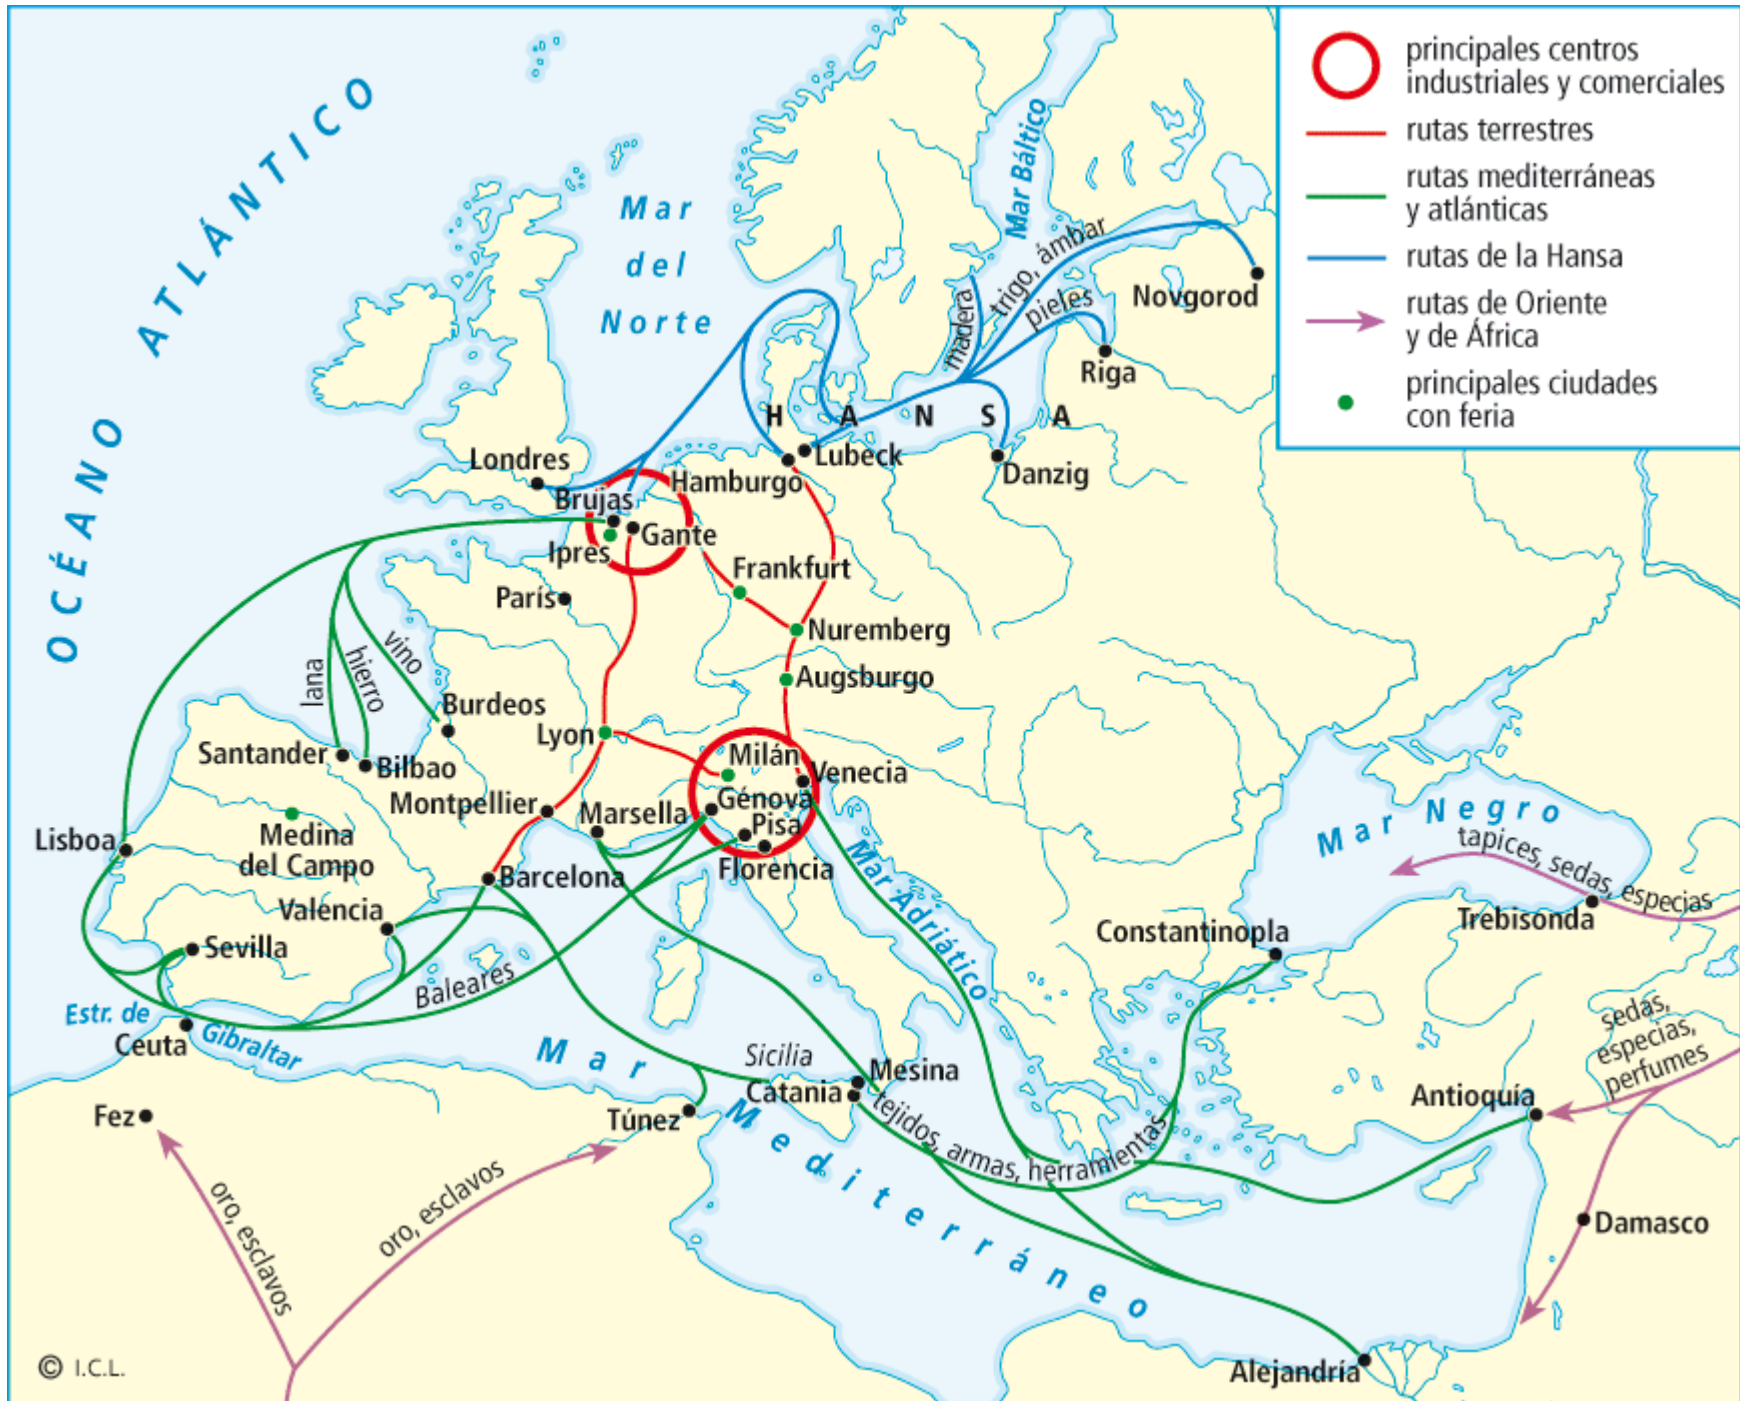 principales centros
industriales y comerciales
rutas terrestres
rutas mediterráneas
y atlánticas
rutas de la Hansa
rutas de Oriente
y de África
principales ciudades
con feria
OCÉANO ATLÁNTICO
Mar
del
Norte
Mar Báltico
trigo, ámbar
pieles
madera
Novgorod
Riga
HANSA
Londres
Lubeck
Hamburgo
Danzig
Brujas
Gante
Ipres
Frankfurt
París
Nuremberg
Augsburgo
lana
hierro
vino
Burdeos
Lyon
Santander
Bilbao
Milán
Venecia
Montpellier
Marsella
Génova
Pisa
Florencia
Lisboa
Medina
del Campo
Barcelona
Valencia
Sevilla
Baleares
Mar Adriático
Mar Negro
tapices, sedas, especias
Trebisonda
Constantinopla
Estr. de
Gibraltar
Ceuta
Mar
Mediterráneo
Sicilia
Mesina
Catania
Túnez
Fez
tejidos, armas, herramientas
sedas,
especias,
perfumes
Antioquía
Damasco
oro, esclavos
oro, esclavos
Alejandría
© I.C.L.